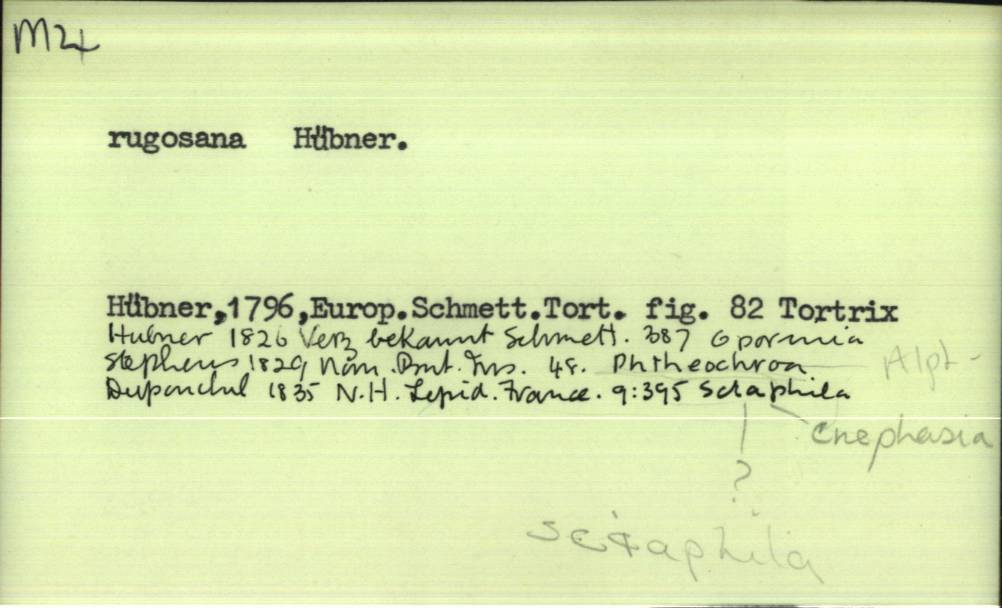 M24
rugosana Hübner.
Hübner,1796,Europ.Schmett.Tort. fig. 82 Tortrix
Hubner 1826 Verz bekannt Schmett. 387 Oporinia
Stephens 1829 Nom. Brit. Ins. 48. Phtheochroa
Alpt-
Duponchel 1835 N.H. Lepid. France. 9:395 Sciaphila
cnephasia
?
sciaphila